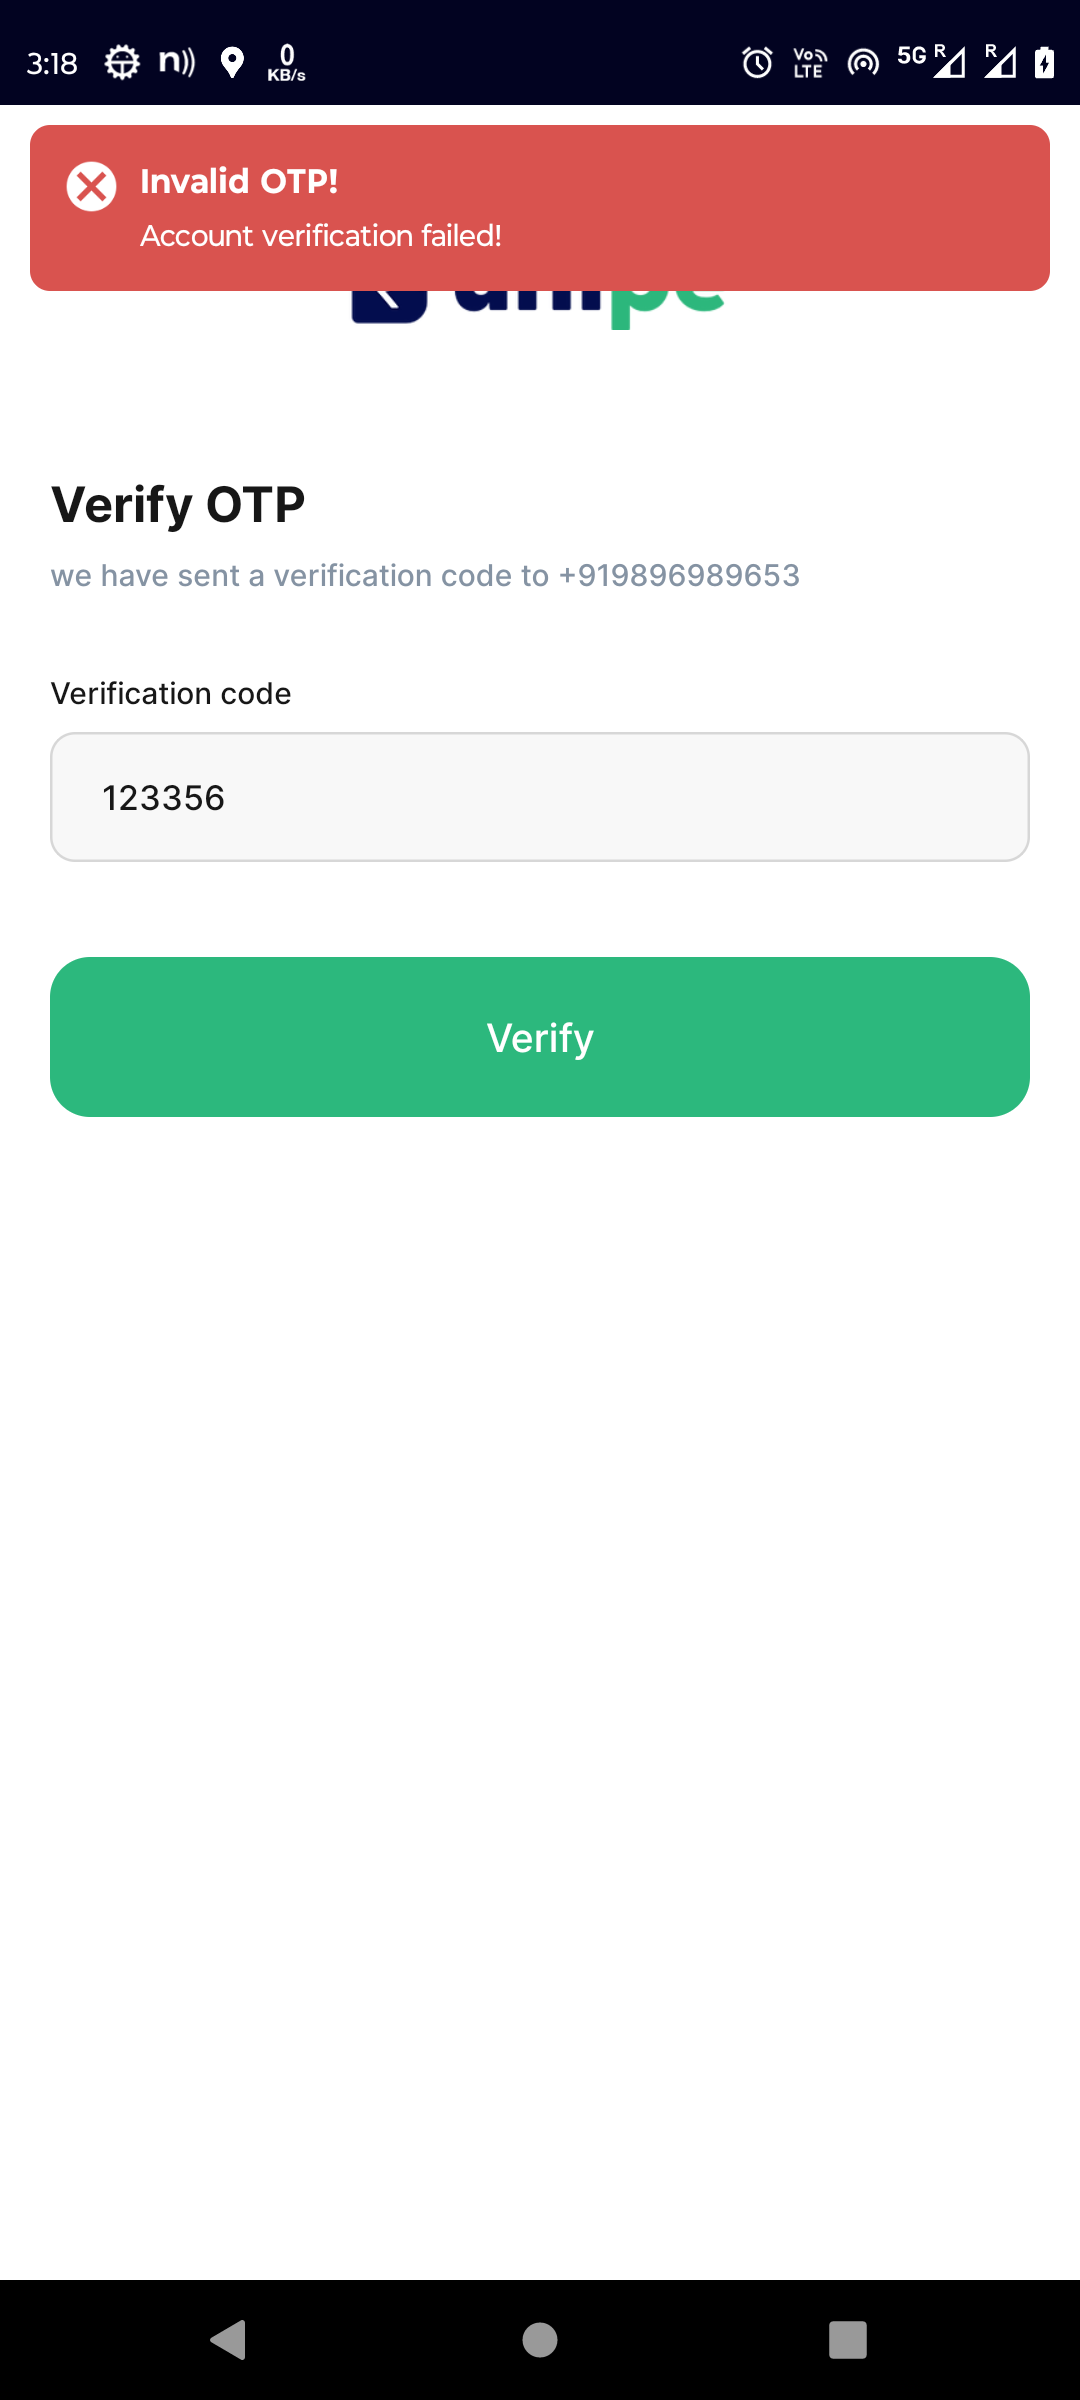 3:18 n)) 0 KB/s Vo)) LTE 5G R R
Invalid OTP!
Account verification failed!
Verify OTP
we have sent a verification code to +919896989653
Verification code
123356
Verify